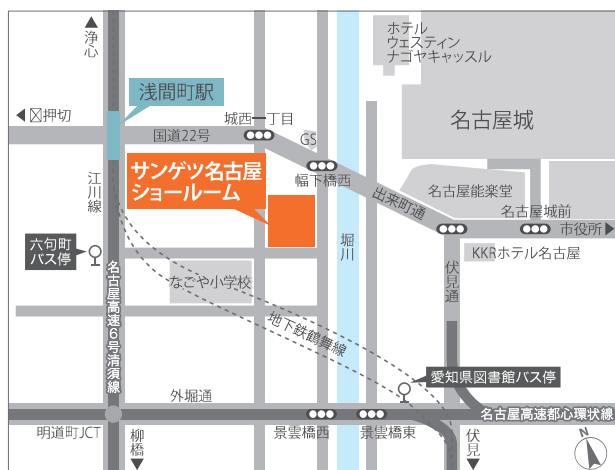 浄心
ホテル
ウェスティン
ナゴヤキャッスル
浅間町駅
押切
城西一丁目
国道22号
GS
名古屋城
サンゲツ名古屋
ショールーム
幅下橋西
江川線
出来町通
名古屋能楽堂
名古屋城前
市役所
六句町
バス停
堀川
KKRホテル名古屋
伏見通
なごや小学校
名古屋高速6号清須線
地下鉄鶴舞線
愛知県図書館バス停
外堀通
名古屋高速都心環状線
明道町JCT
柳橋
景雲橋西
景雲橋東
伏見
N